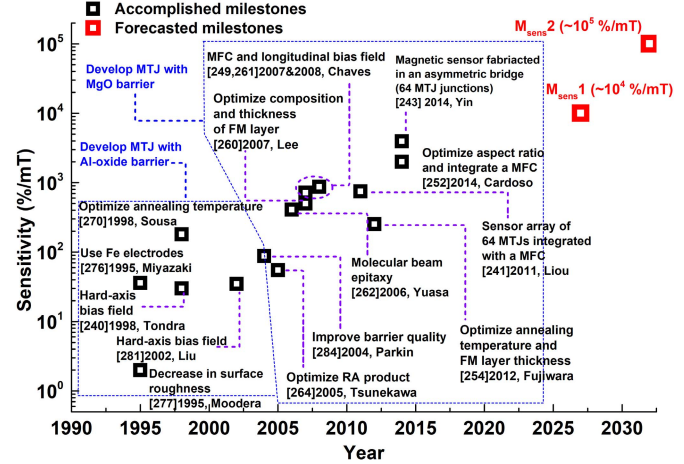 Accomplished milestones
Forecasted milestones
M_sens2 (~10^5 %/mT)
M_sens1 (~10^4 %/mT)
Develop MTJ with
MgO barrier
Develop MTJ with
Al-oxide barrier
MFC and longitudinal bias field
[249,261]2007&2008, Chaves
Optimize composition
and thickness
of FM layer
[260]2007, Lee
Magnetic sensor fabriacted
in an asymmetric bridge
(64 MTJ junctions)
[243] 2014, Yin
Optimize aspect ratio
and integrate a MFC
[252]2014, Cardoso
Sensor array of
64 MTJs integrated
with a MFC
[241]2011, Liou
Optimize annealing temperature
[270]1998, Sousa
Use Fe electrodes
[276]1995, Miyazaki
Hard-axis
bias field
[240]1998, Tondra
Hard-axis bias field
[281]2002, Liu
Decrease in surface
roughness
[277]1995, Moodera
Molecular beam
epitaxy
[262]2006, Yuasa
Improve barrier quality
[284]2004, Parkin
Optimize RA product
[264]2005, Tsunekawa
Optimize annealing
temperature and
FM layer thickness
[254]2012, Fujiwara
Sensitivity (%/mT)
10^5
10^4
10^3
10^2
10^1
10^0
1990 1995 2000 2005 2010 2015 2020 2025 2030
Year